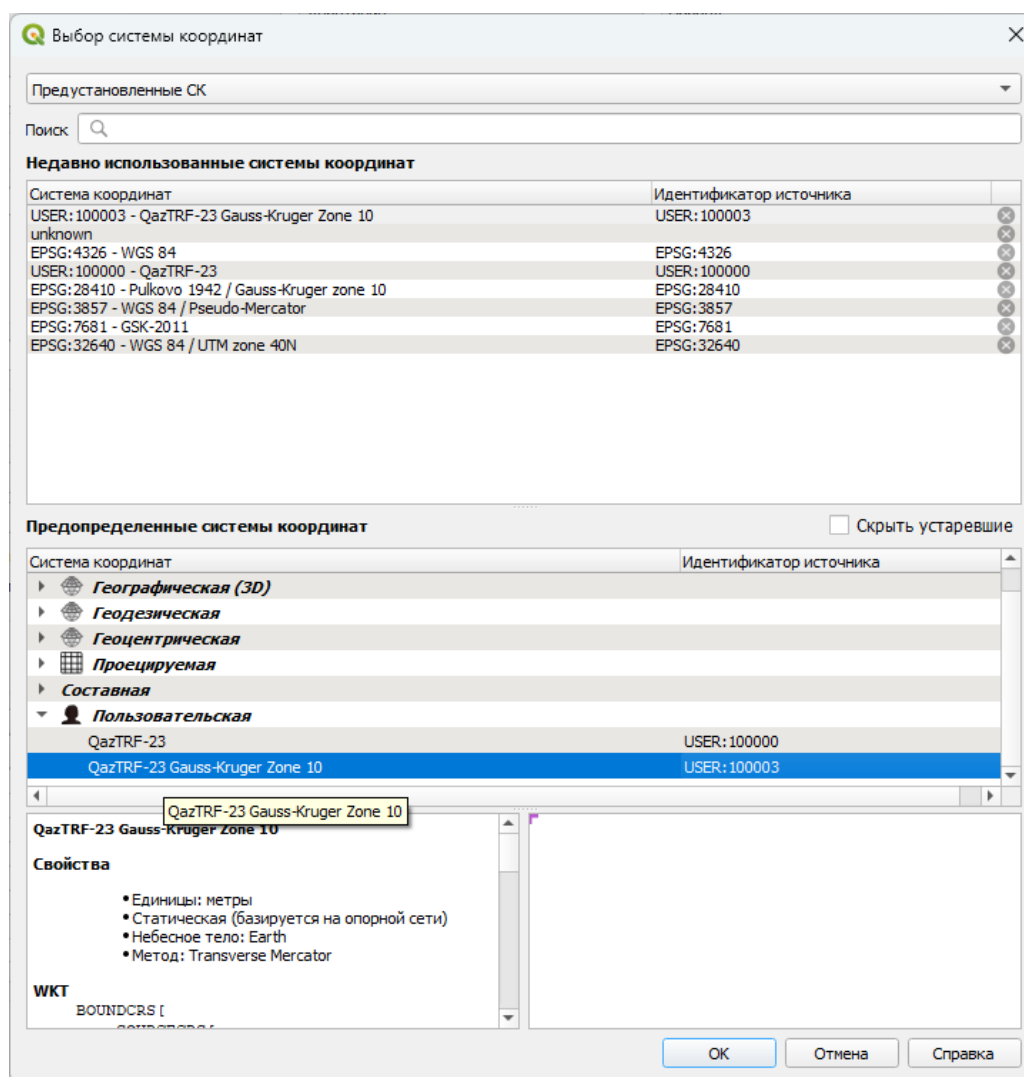 Выбор системы координат
Предустановленные СК
Поиск
Недавно использованные системы координат
Система координат Идентификатор источника
USER:100003 - QazTRF-23 Gauss-Kruger Zone 10 USER:100003
unknown
EPSG:4326 - WGS 84 EPSG:4326
USER:100000 - QazTRF-23 USER:100000
EPSG:28410 - Pulkovo 1942 / Gauss-Kruger zone 10 EPSG:28410
EPSG:3857 - WGS 84 / Pseudo-Mercator EPSG:3857
EPSG:7681 - GSK-2011 EPSG:7681
EPSG:32640 - WGS 84 / UTM zone 40N EPSG:32640
Предопределенные системы координат Скрыть устаревшие
Система координат Идентификатор источника
Географическая (3D)
Геодезическая
Геоцентрическая
Проецируемая
Составная
Пользовательская
QazTRF-23 USER:100000
QazTRF-23 Gauss-Kruger Zone 10 USER:100003
QazTRF-23 Gauss-Kruger Zone 10
QazTRF-23 Gauss-Kruger Zone 10
Свойства
• Единицы: метры
• Статическая (базируется на опорной сети)
• Небесное тело: Earth
• Метод: Transverse Mercator
WKT
BOUNDCRS[
OK Отмена Справка